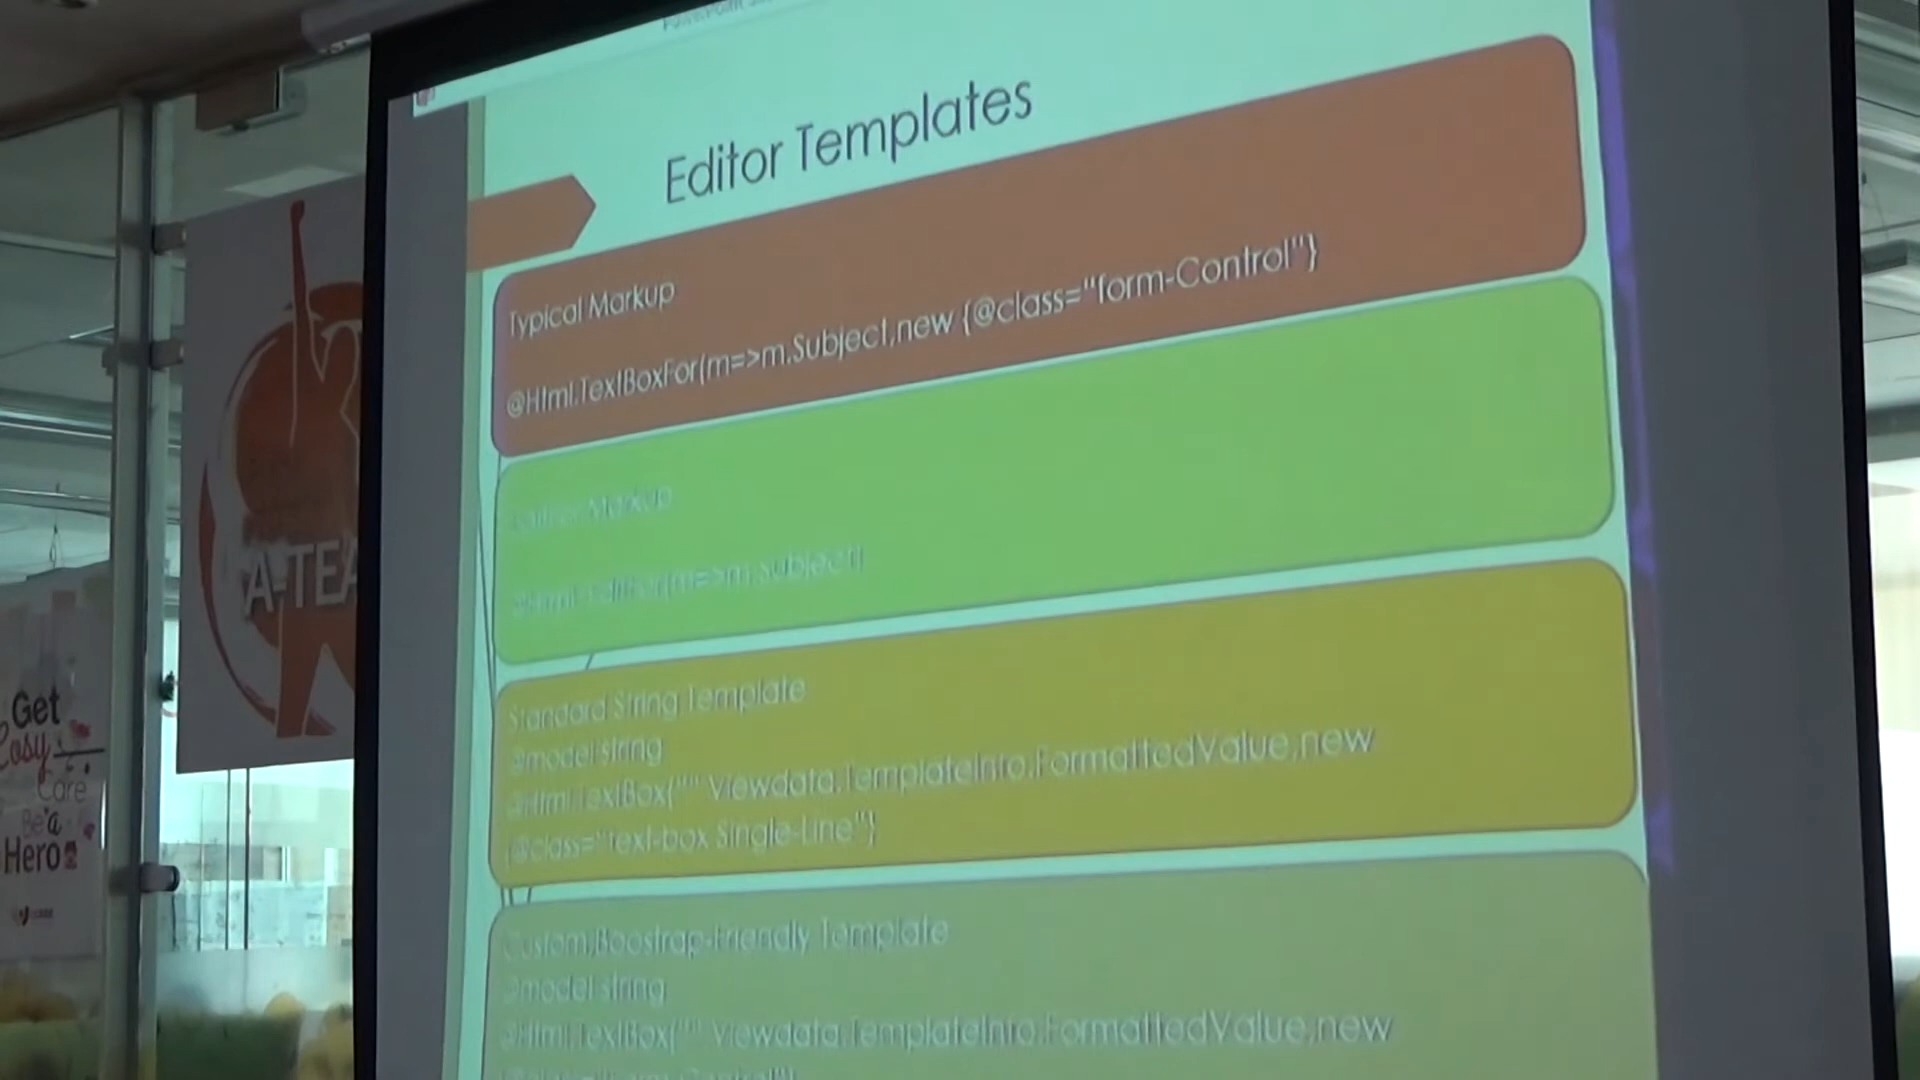 Editor Templates
Typical Markup
@Html.TextBoxFor(m=>m.Subject,new {@class="form-Control"}
Markup
(m=>m.subject)
Standard String Template
@model string
@Html.TextBox("" Viewdata.TemplateInfo.FormattedValue,new
{@class="text-box Single-Line"}
Custom,Boostrap-Friendly Template
@model string
@Html.TextBox("" Viewdata.TemplateInfo.FormattedValue,new
A-TEA
Get
Cosy
Care
Be a
Hero